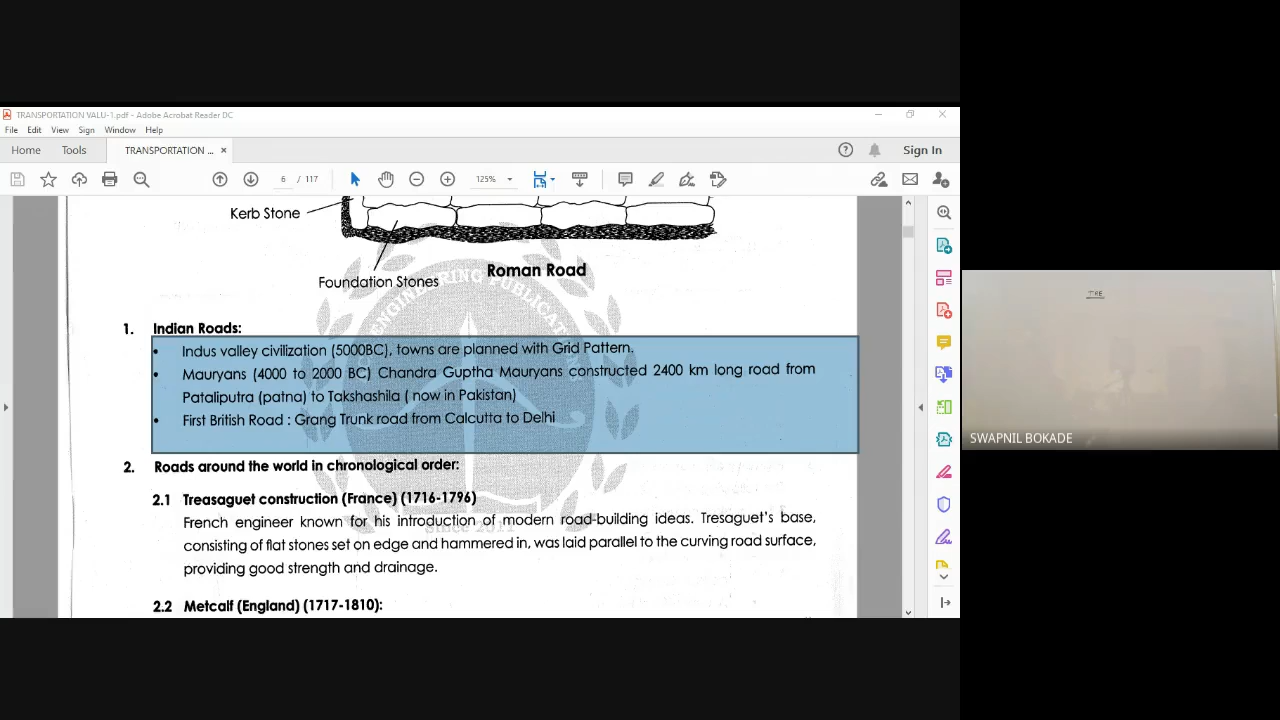 TRANSPORTATION VALU-1.pdf - Adobe Acrobat Reader DC
File Edit View Sign Window Help
Home Tools TRANSPORTATION ... ×
? Sign In
6 / 117 125%
Kerb Stone
Foundation Stones
Roman Road
ENGINEERING PUBLICATIONS
1. Indian Roads:
• Indus valley civilization (5000BC), towns are planned with Grid Pattern.
• Mauryans (4000 to 2000 BC) Chandra Guptha Mauryans constructed 2400 km long road from
Pataliputra (patna) to Takshashila ( now in Pakistan)
• First British Road : Grang Trunk road from Calcutta to Delhi
2. Roads around the world in chronological order:
2.1 Treasaguet construction (France) (1716-1796)
French engineer known for his introduction of modern road-building ideas. Tresaguet's base,
Since 2011
consisting of flat stones set on edge and hammered in, was laid parallel to the curving road surface,
providing good strength and drainage.
2.2 Metcalf (England) (1717-1810):
TRE
SWAPNIL BOKADE